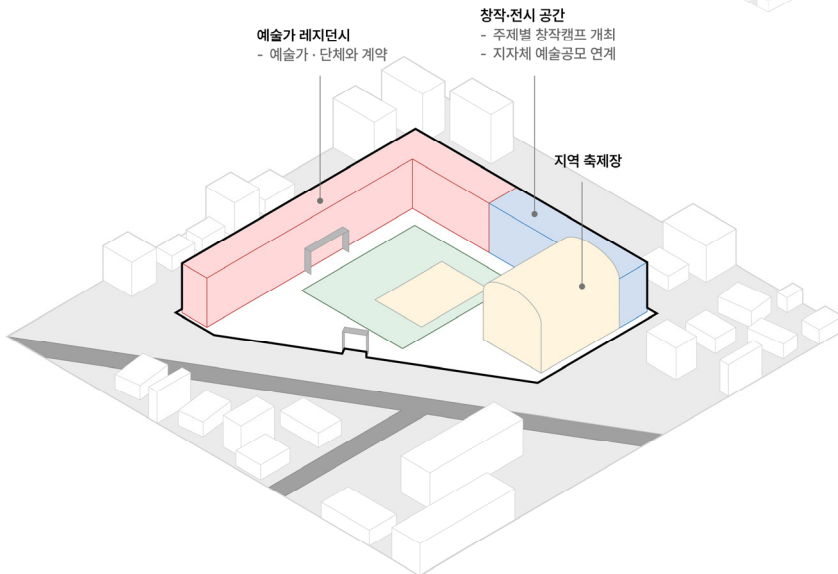 예술가 레지던시
- 예술가 · 단체와 계약
창작·전시 공간
- 주제별 창작캠프 개최
- 지자체 예술공모 연계
지역 축제장